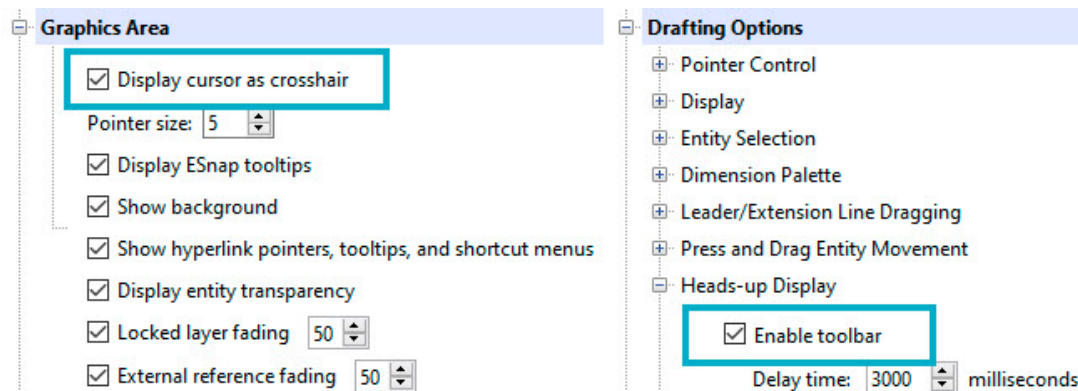 Graphics Area
Display cursor as crosshair
Pointer size: 5
Display ESnap tooltips
Show background
Show hyperlink pointers, tooltips, and shortcut menus
Display entity transparency
Locked layer fading 50
External reference fading 50
Drafting Options
Pointer Control
Display
Entity Selection
Dimension Palette
Leader/Extension Line Dragging
Press and Drag Entity Movement
Heads-up Display
Enable toolbar
Delay time: 3000 milliseconds